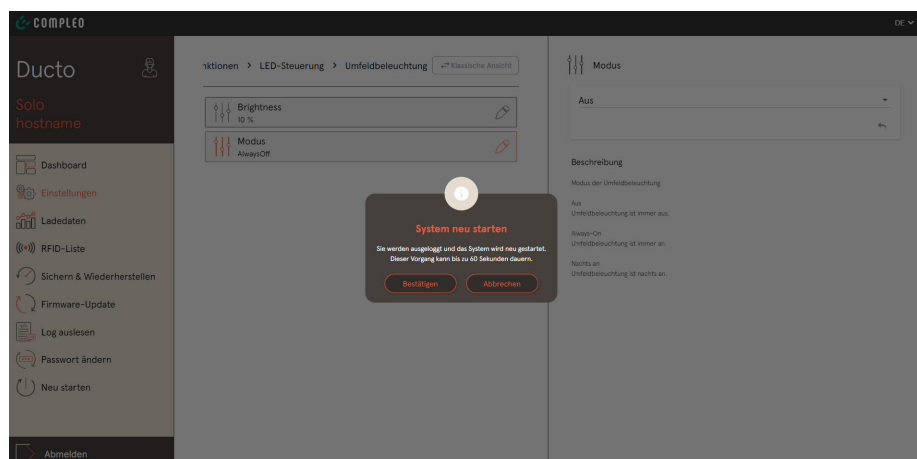 COMPLEO
DE
Ducto
Solo
hostname
Dashboard
Einstellungen
Ladedaten
RFID-Liste
Sichern & Wiederherstellen
Firmware-Update
Log auslesen
Passwort ändern
Neu starten
Abmelden
nktionen > LED-Steuerung > Umfeldbeleuchtung
Klassische Ansicht
Brightness
10 %
Modus
AlwaysOff
System neu starten
Sie werden ausgeloggt und das System wird neu gestartet.
Dieser Vorgang kann bis zu 60 Sekunden dauern.
Bestätigen
Abbrechen
Modus
Aus
Beschreibung
Modus der Umfeldbeleuchtung
Aus
Umfeldbeleuchtung ist immer aus.
Aways-On
Umfeldbeleuchtung ist immer an.
Nachts an
Umfeldbeleuchtung ist nachts an.